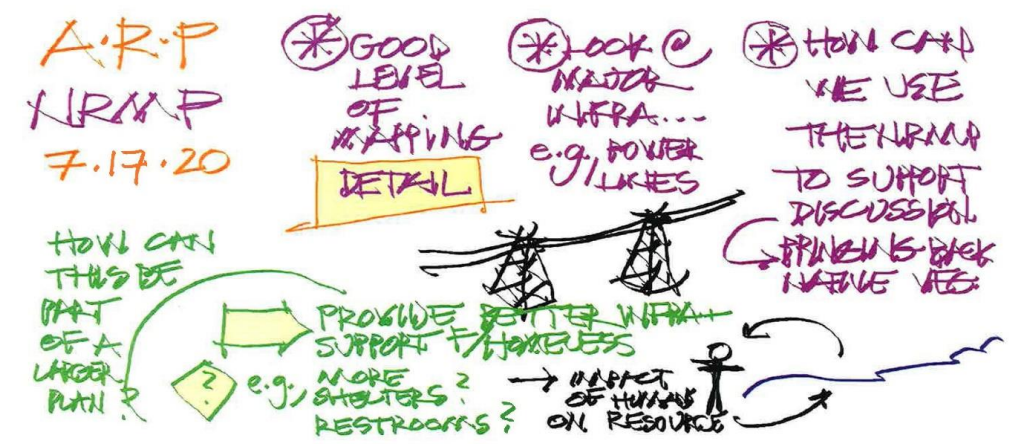 A.R.P
NRMP
7.17.20
GOOD
LEVEL
OF
MAPPING
DETAIL
LOOK @
MAJOR
INFRA...
e.g., POWER
LINES
HOW CAN
WE USE
THE NRMP
TO SUPPORT
DISCUSSION
BRINGING BACK
NATIVE VEG.
HOW CAN
THIS BE
PART
OF A
LARGER
PLAN?
PROVIDE BETTER INFRA+
SUPPORT F/HOMELESS
?
e.g., MORE
SHELTERS?
RESTROOMS?
→ IMPACT
OF HUMAN
ON RESOURCE